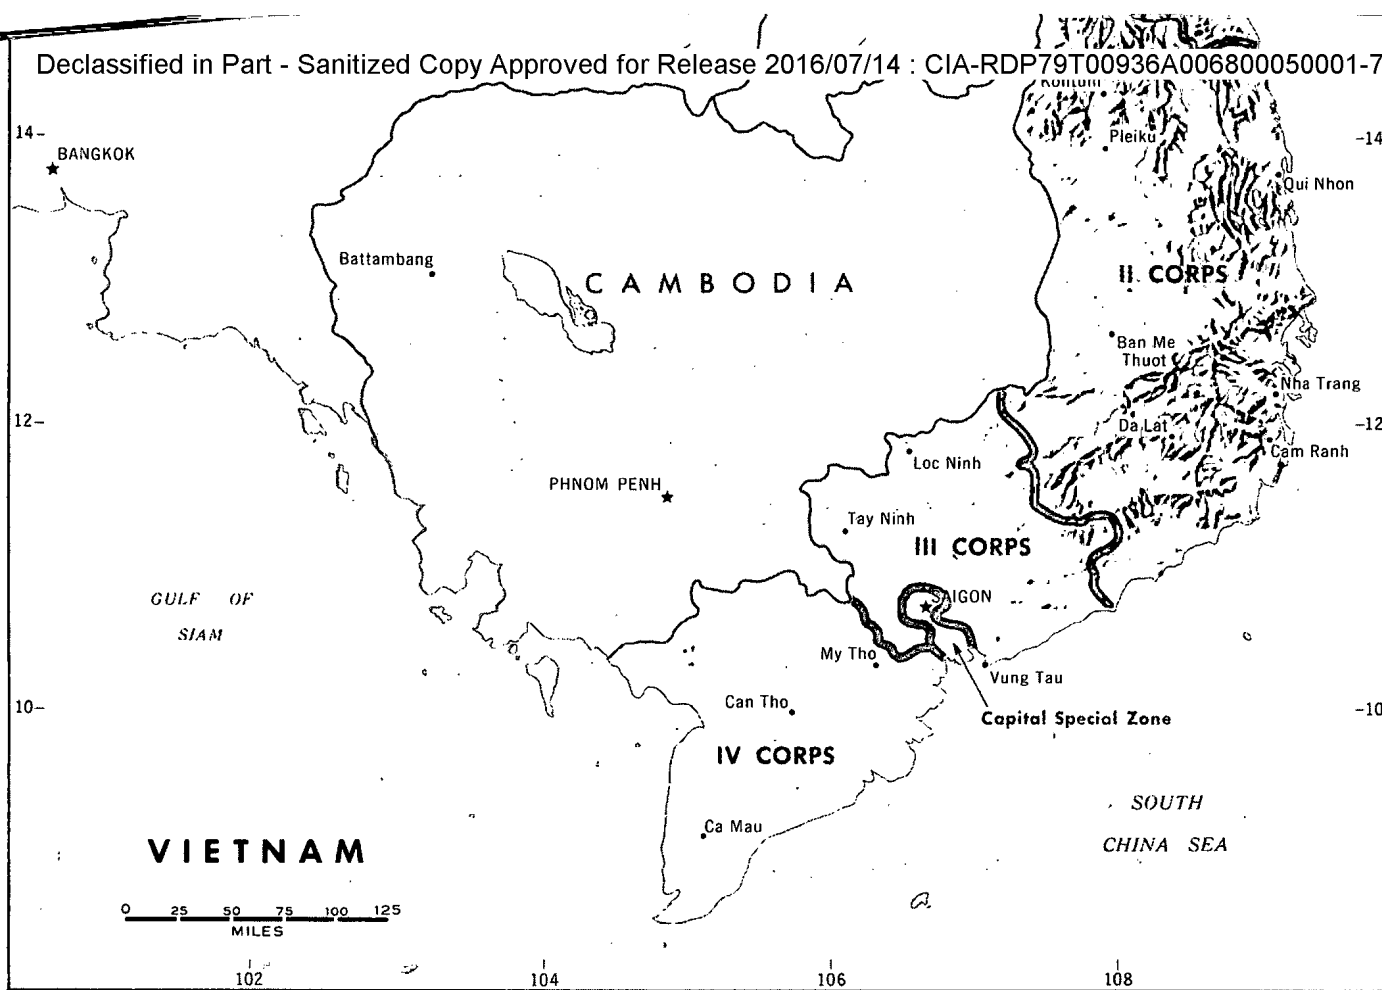 Declassified in Part - Sanitized Copy Approved for Release 2016/07/14 : CIA-RDP79T00936A006800050001-7
Kontum
14-
-14
BANGKOK
Pleiku
Qui Nhon
Battambang
CAMBODIA
II CORPS
Ban Me
Thuot
Nha Trang
12-
-12
Da Lat
Cam Ranh
Loc Ninh
PHNOM PENH
Tay Ninh
III CORPS
GULF OF
SIAM
SAIGON
My Tho
Vung Tau
Can Tho
10-
-10
Capital Special Zone
IV CORPS
SOUTH
CHINA SEA
Ca Mau
VIETNAM
0 25 50 75 100 125
MILES
102 104 106 108